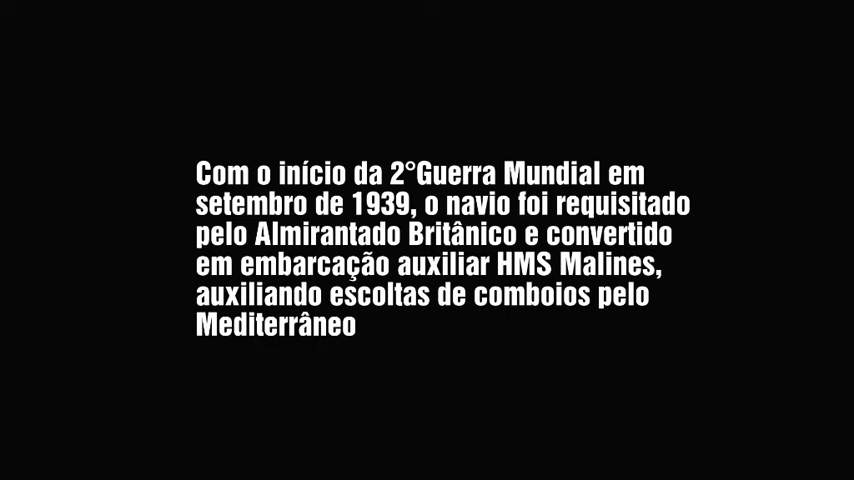 Com o início da 2°Guerra Mundial em
setembro de 1939, o navio foi requisitado
pelo Almirantado Britânico e convertido
em embarcação auxiliar HMS Malines,
auxiliando escoltas de comboios pelo
Mediterrâneo